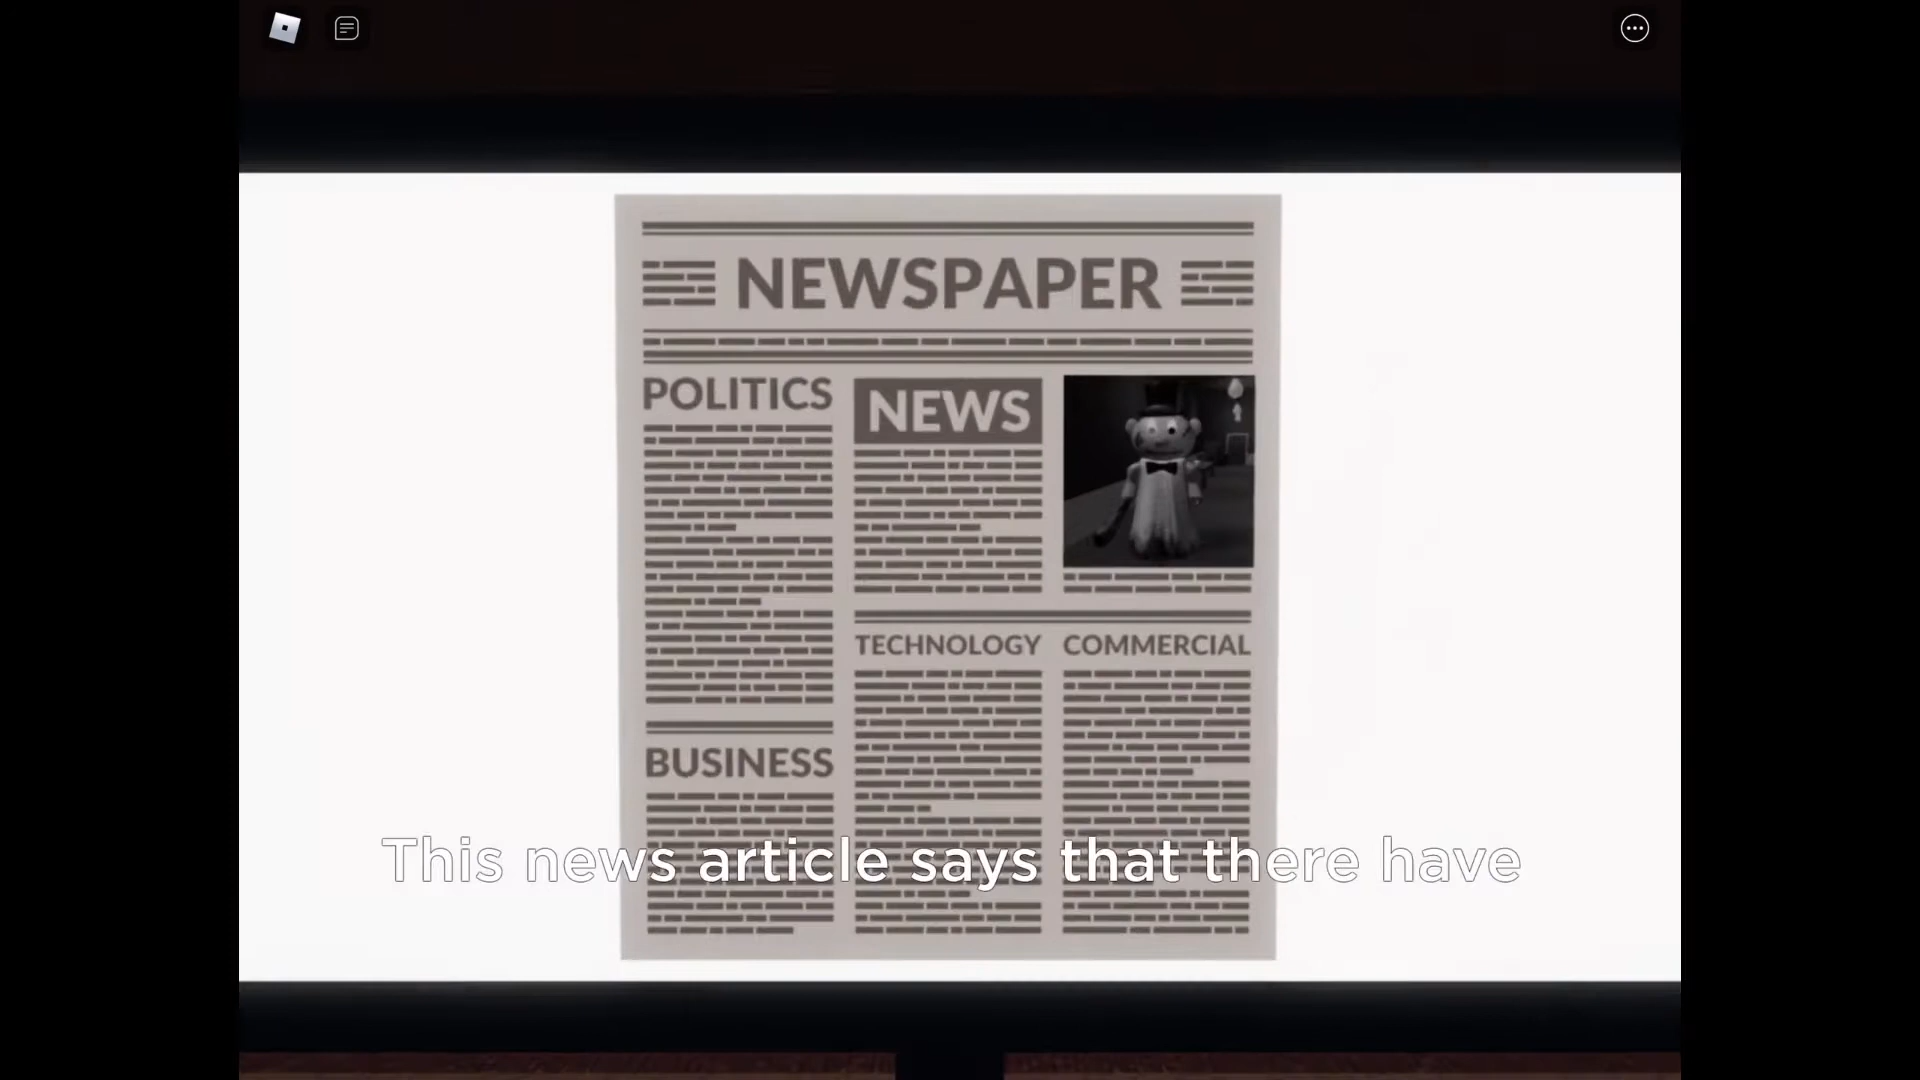 NEWSPAPER
POLITICS
NEWS
TECHNOLOGY
COMMERCIAL
BUSINESS
This news article says that there have